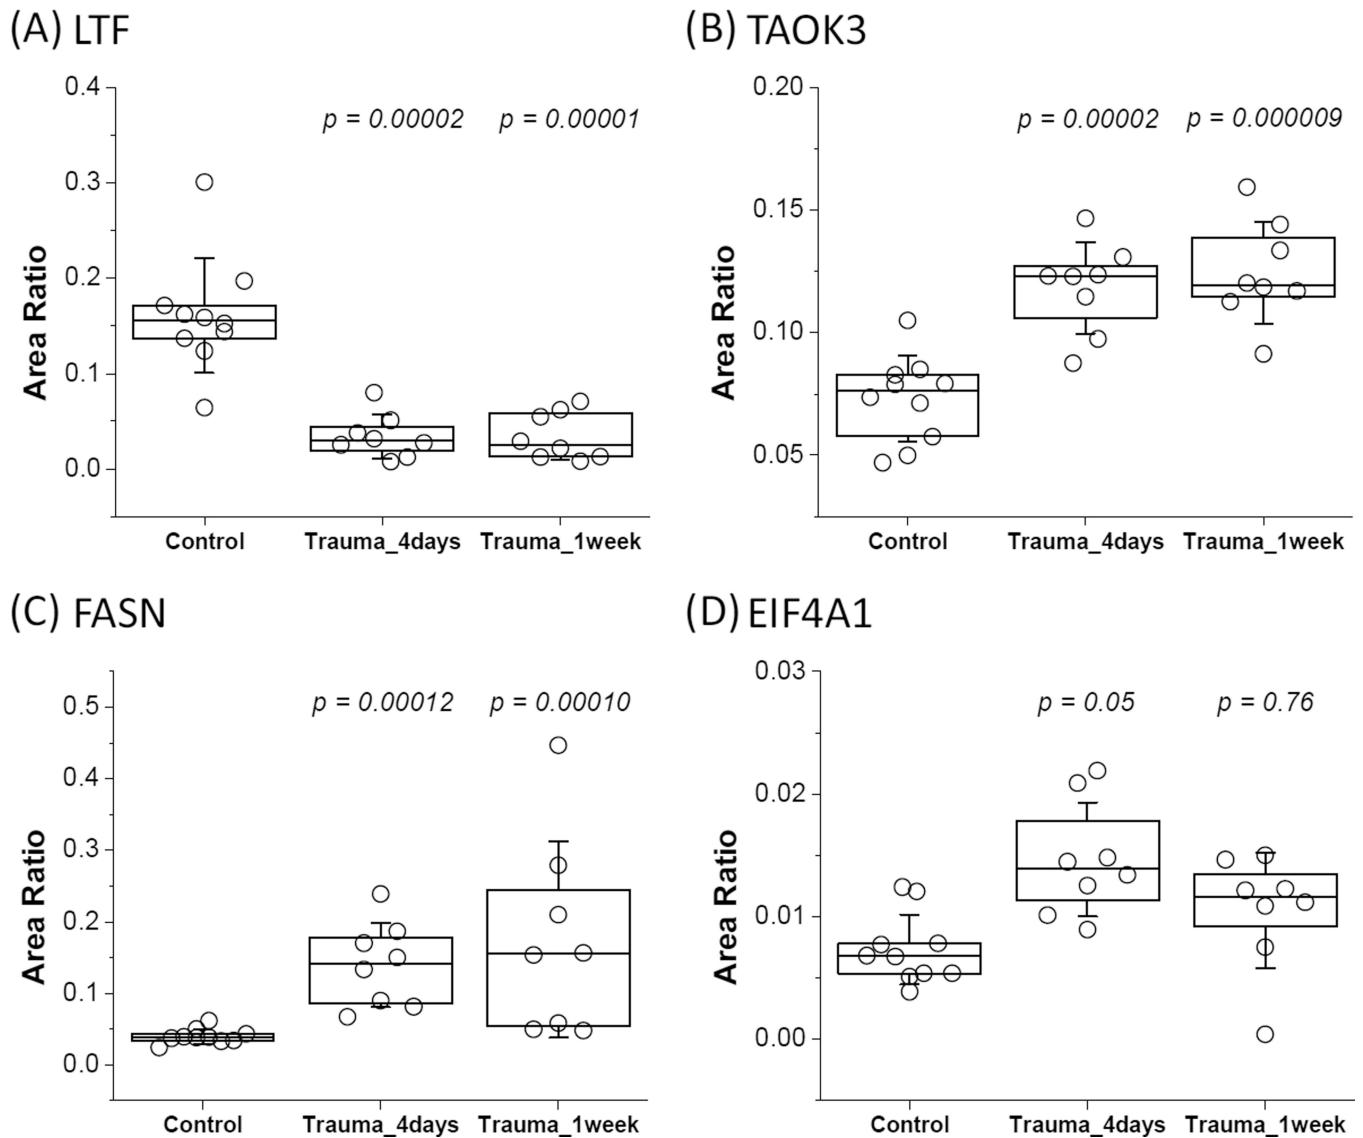 (A) LTF
0.4
0.3
0.2
0.1
0.0
Area Ratio
p = 0.00002
p = 0.00001
Control
Trauma_4days
Trauma_1week
(B) TAOK3
0.20
0.15
0.10
0.05
Area Ratio
p = 0.00002
p = 0.000009
Control
Trauma_4days
Trauma_1week
(C) FASN
0.5
0.4
0.3
0.2
0.1
0.0
Area Ratio
p = 0.00012
p = 0.00010
Control
Trauma_4days
Trauma_1week
(D) EIF4A1
0.03
0.02
0.01
0.00
Area Ratio
p = 0.05
p = 0.76
Control
Trauma_4days
Trauma_1week